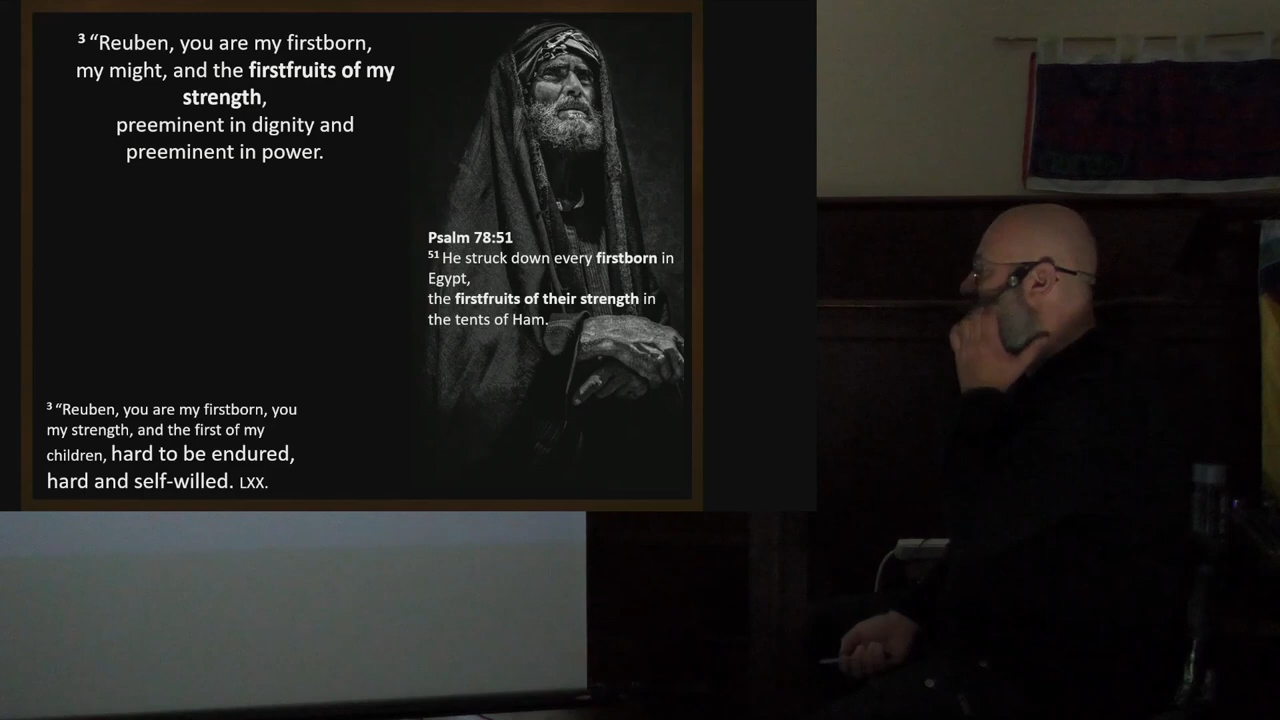 ³ “Reuben, you are my firstborn,
my might, and the firstfruits of my
strength,
preeminent in dignity and
preeminent in power.
Psalm 78:51
⁵¹ He struck down every firstborn in
Egypt,
the firstfruits of their strength in
the tents of Ham.
³ “Reuben, you are my firstborn, you
my strength, and the first of my
children, hard to be endured,
hard and self-willed. LXX.